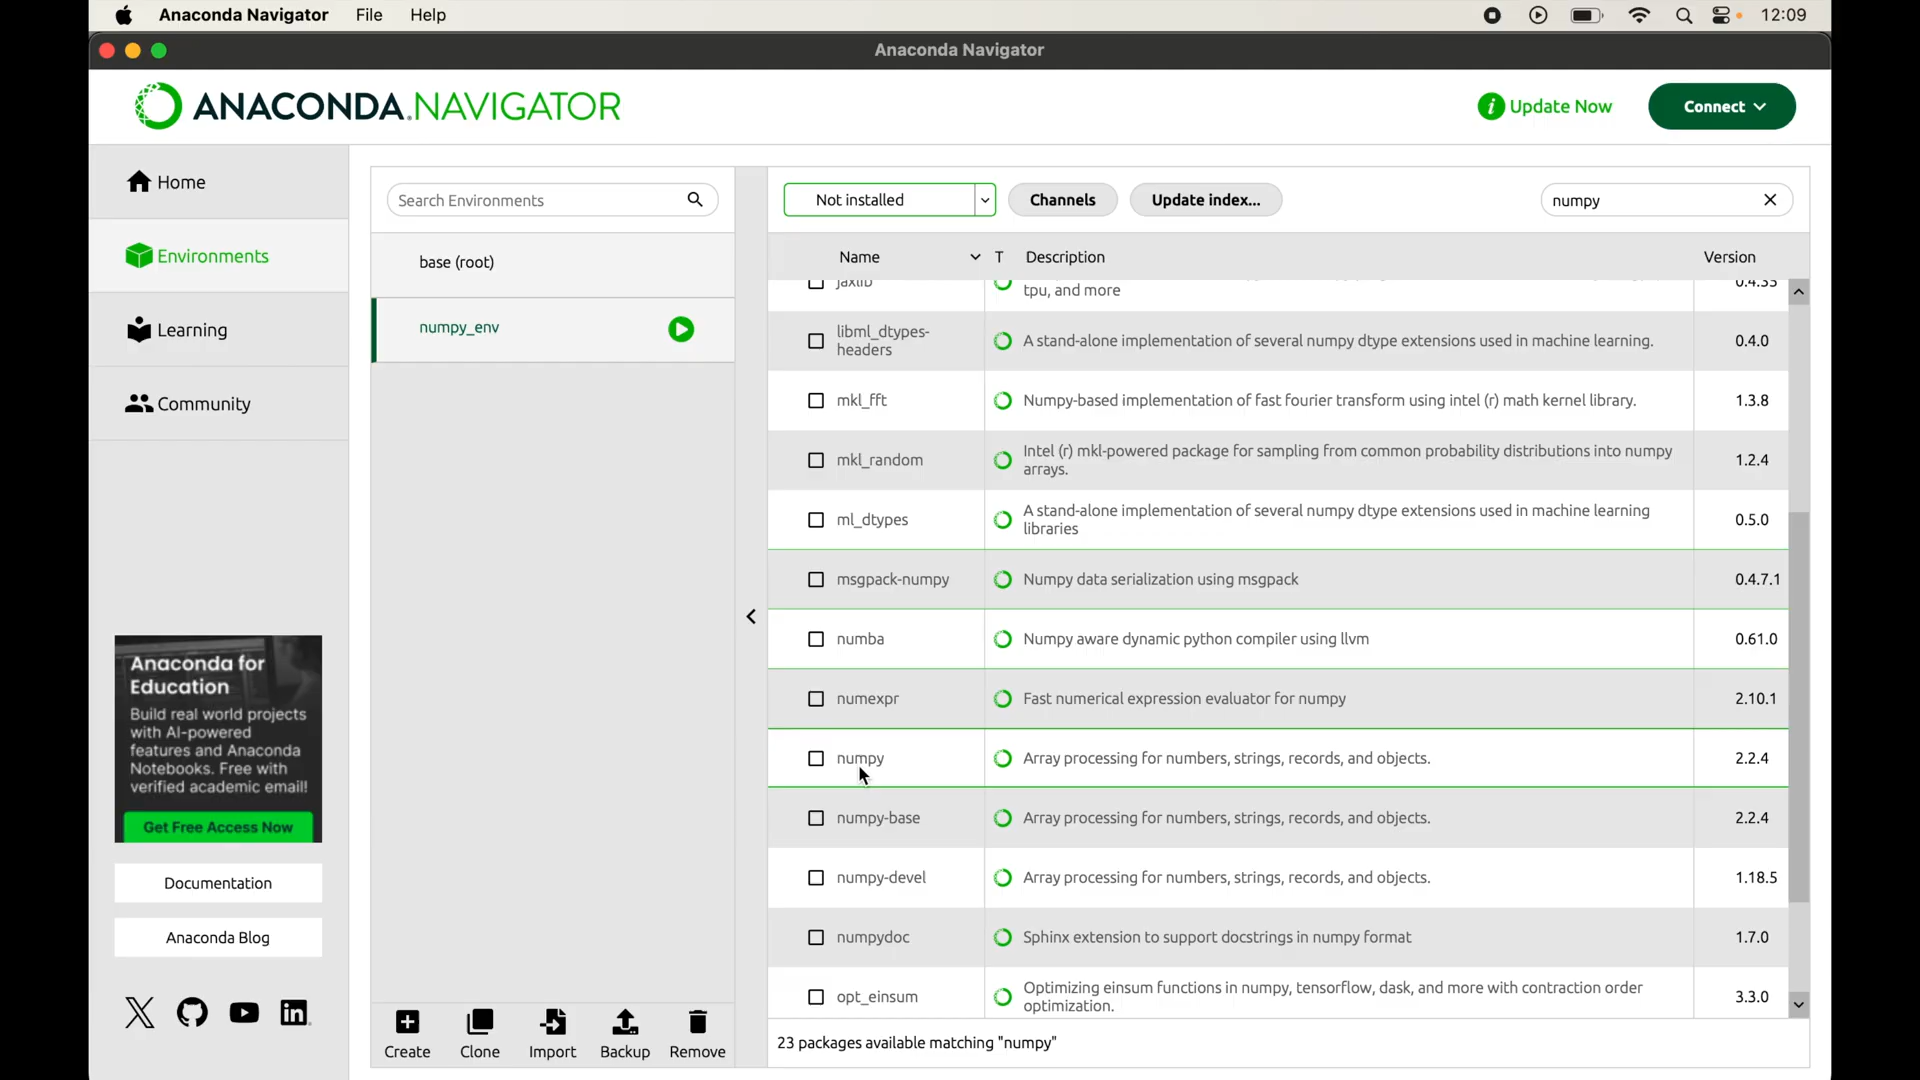 Anaconda Navigator File Help 12:09
Anaconda Navigator
ANACONDA.NAVIGATOR
i Update Now
Connect
Home
Environments
Learning
Community
Anaconda for
Education
Build real world projects
with AI-powered
features and Anaconda
Notebooks. Free with
verified academic email!
Get Free Access Now
Documentation
Anaconda Blog
Search Environments
base (root)
numpy_env
Create Clone Import Backup Remove
Not installed Channels Update index... numpy
Name T Description Version
jaxlib tpu, and more 0.4.35
libml_dtypes-
headers
A stand-alone implementation of several numpy dtype extensions used in machine learning. 0.4.0
mkl_fft Numpy-based implementation of fast fourier transform using intel (r) math kernel library. 1.3.8
mkl_random Intel (r) mkl-powered package for sampling from common probability distributions into numpy
arrays. 1.2.4
ml_dtypes A stand-alone implementation of several numpy dtype extensions used in machine learning
libraries 0.5.0
msgpack-numpy Numpy data serialization using msgpack 0.4.7.1
numba Numpy aware dynamic python compiler using llvm 0.61.0
numexpr Fast numerical expression evaluator for numpy 2.10.1
numpy Array processing for numbers, strings, records, and objects. 2.2.4
numpy-base Array processing for numbers, strings, records, and objects. 2.2.4
numpy-devel Array processing for numbers, strings, records, and objects. 1.18.5
numpydoc Sphinx extension to support docstrings in numpy format 1.7.0
opt_einsum Optimizing einsum functions in numpy, tensorflow, dask, and more with contraction order
optimization. 3.3.0
23 packages available matching "numpy"